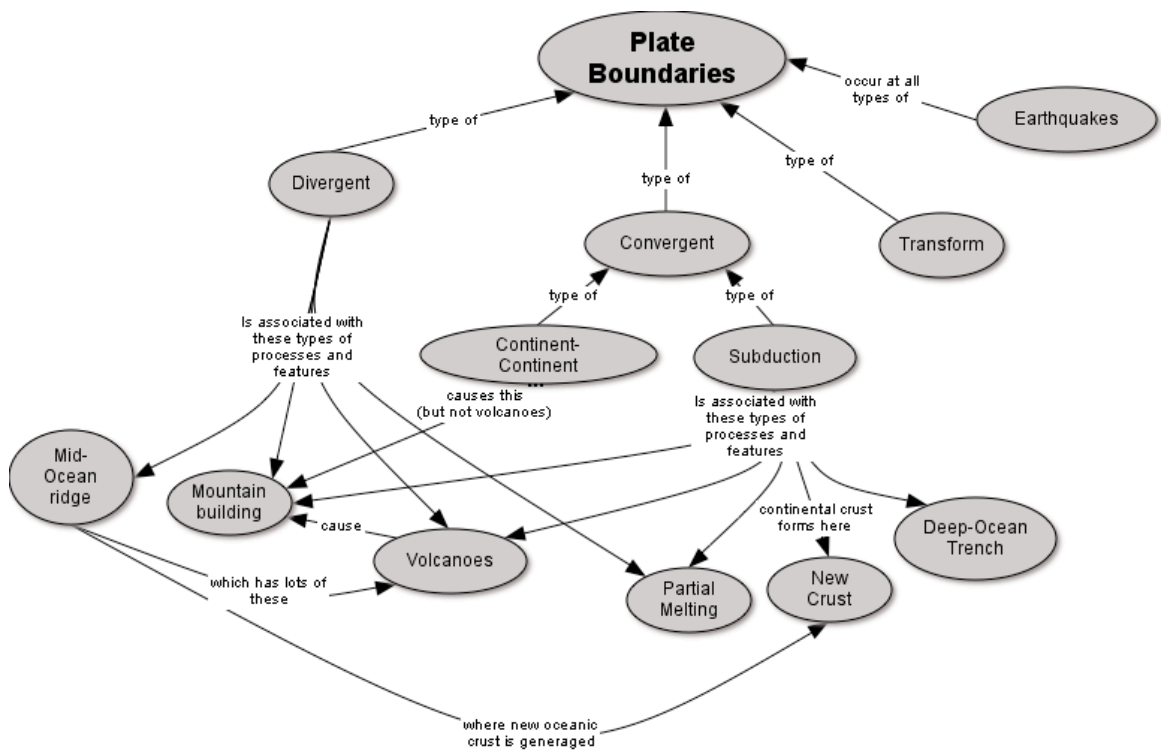 Plate
Boundaries
occur at all
types of
Earthquakes
type of
Divergent
type of
type of
Convergent
Transform
type of
type of
Is associated with
these types of
processes and
features
Continent-
Continent
Subduction
...
causes this
(but not volcanoes)
Is associated with
these types of
processes and
features
Mid-
Ocean
ridge
Mountain
building
cause
continental crust
forms here
Deep-Ocean
Trench
Volcanoes
which has lots of
these
Partial
Melting
New
Crust
where new oceanic
crust is generaged